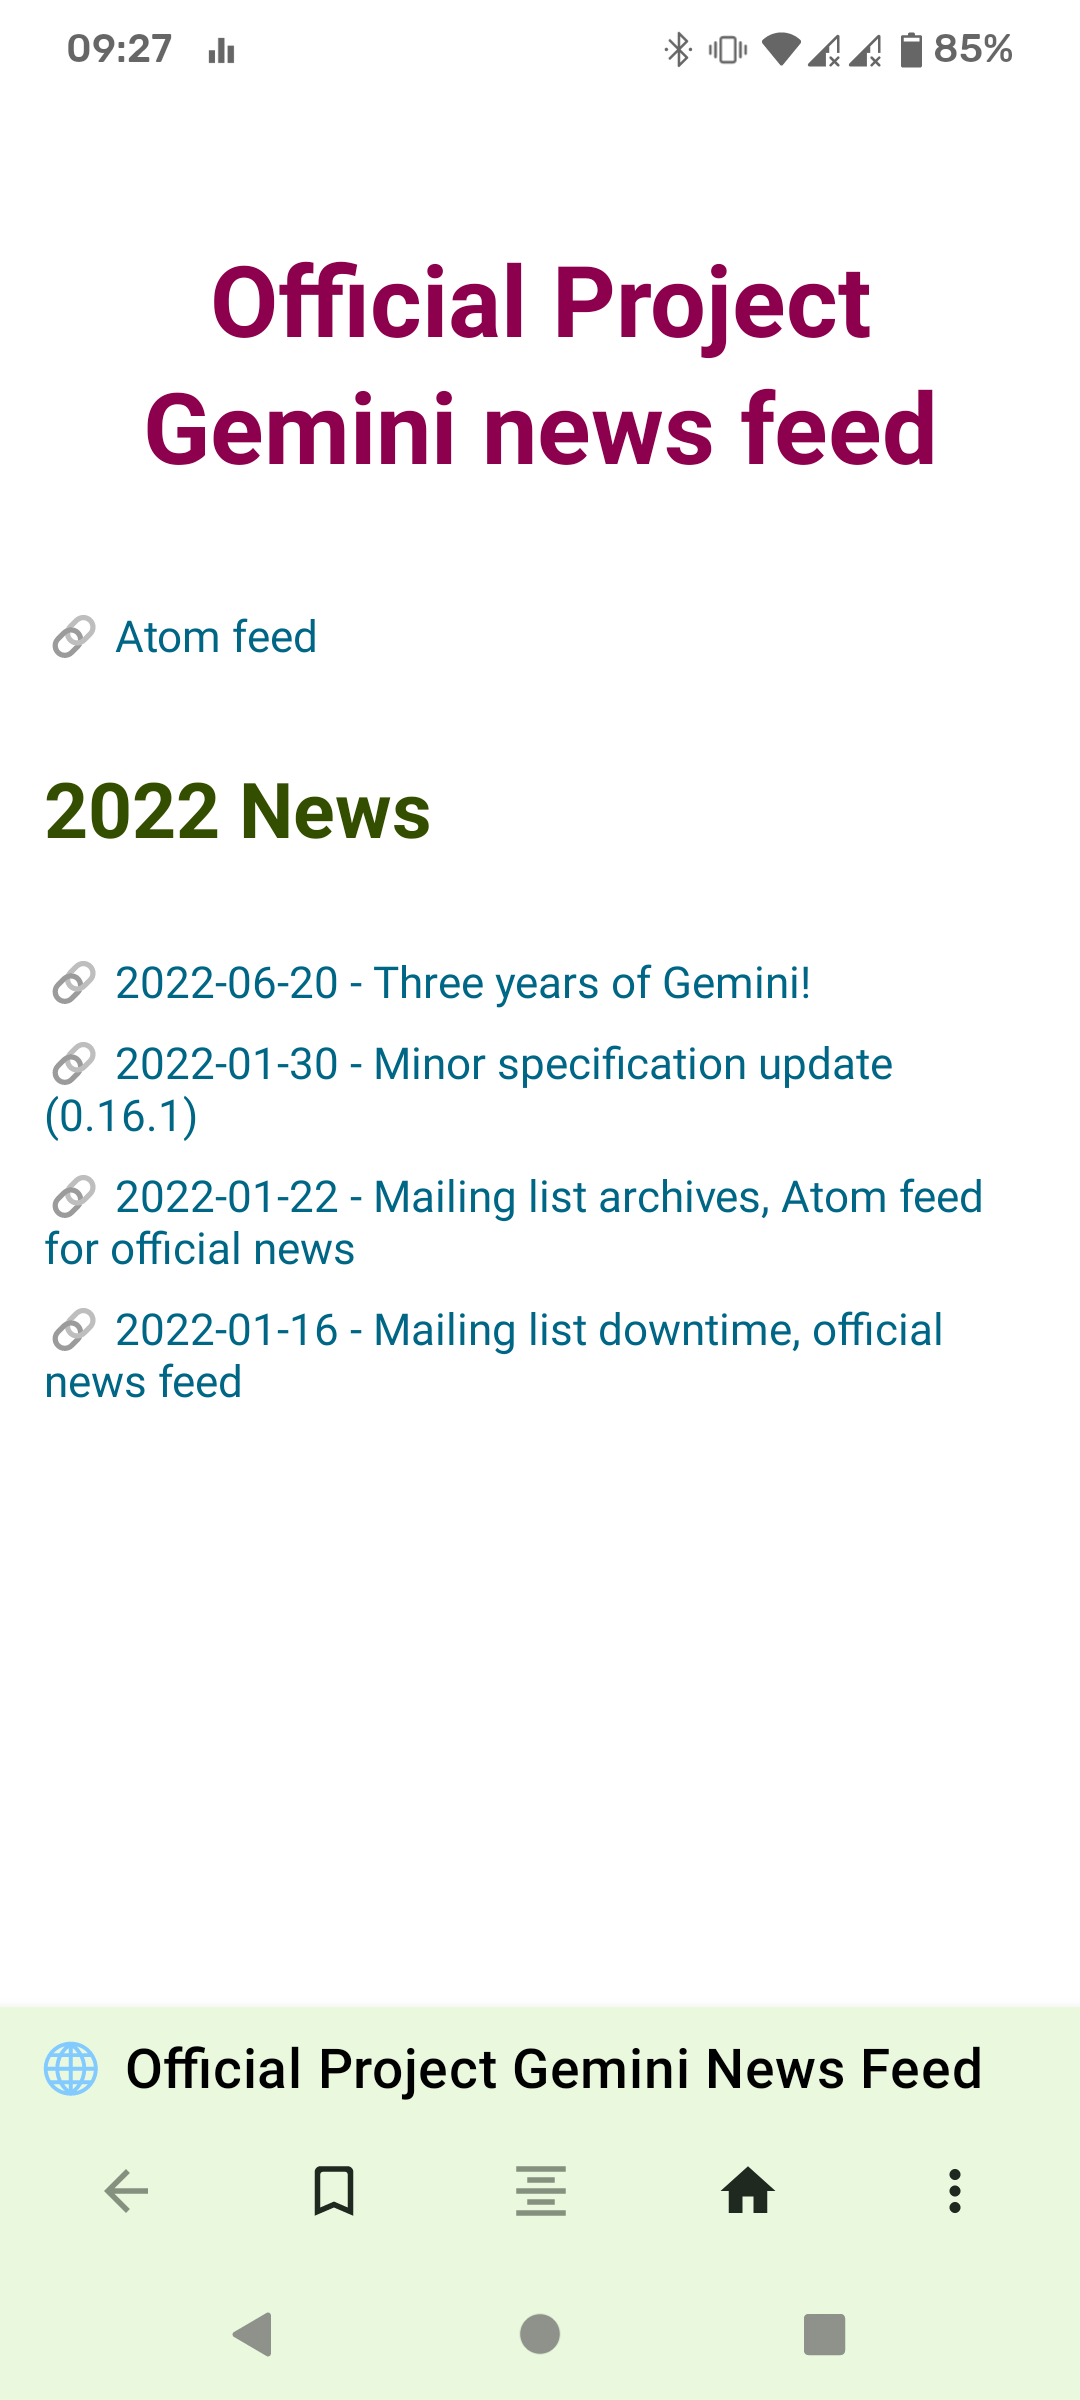 09:27
85%
Official Project
Gemini news feed
Atom feed
2022 News
2022-06-20 - Three years of Gemini!
2022-01-30 - Minor specification update
(0.16.1)
2022-01-22 - Mailing list archives, Atom feed
for official news
2022-01-16 - Mailing list downtime, official
news feed
Official Project Gemini News Feed